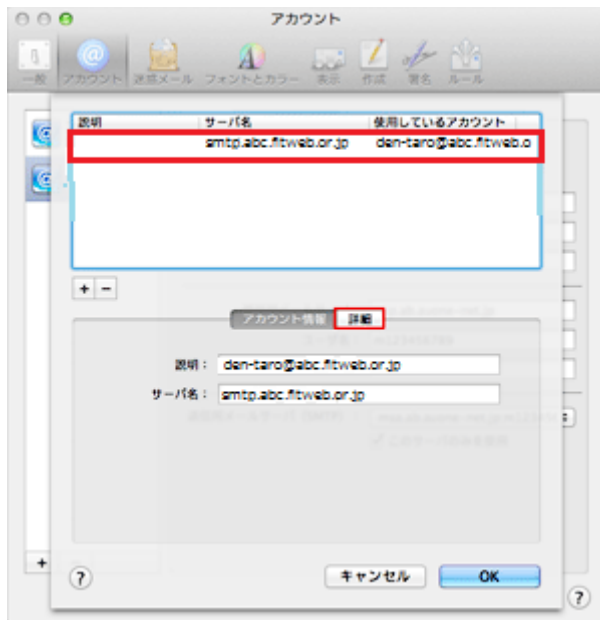 アカウント
一般 アカウント 迷惑メール フォントとカラー 表示 作成 署名 ルール
説明 サーバ名 使用しているアカウント
smtp.abc.fitweb.or.jp den-taro@abc.fitweb.o
+ −
アカウント情報 詳細
説明： den-taro@abc.fitweb.or.jp
サーバ名： smtp.abc.fitweb.or.jp
+
? キャンセル OK
?